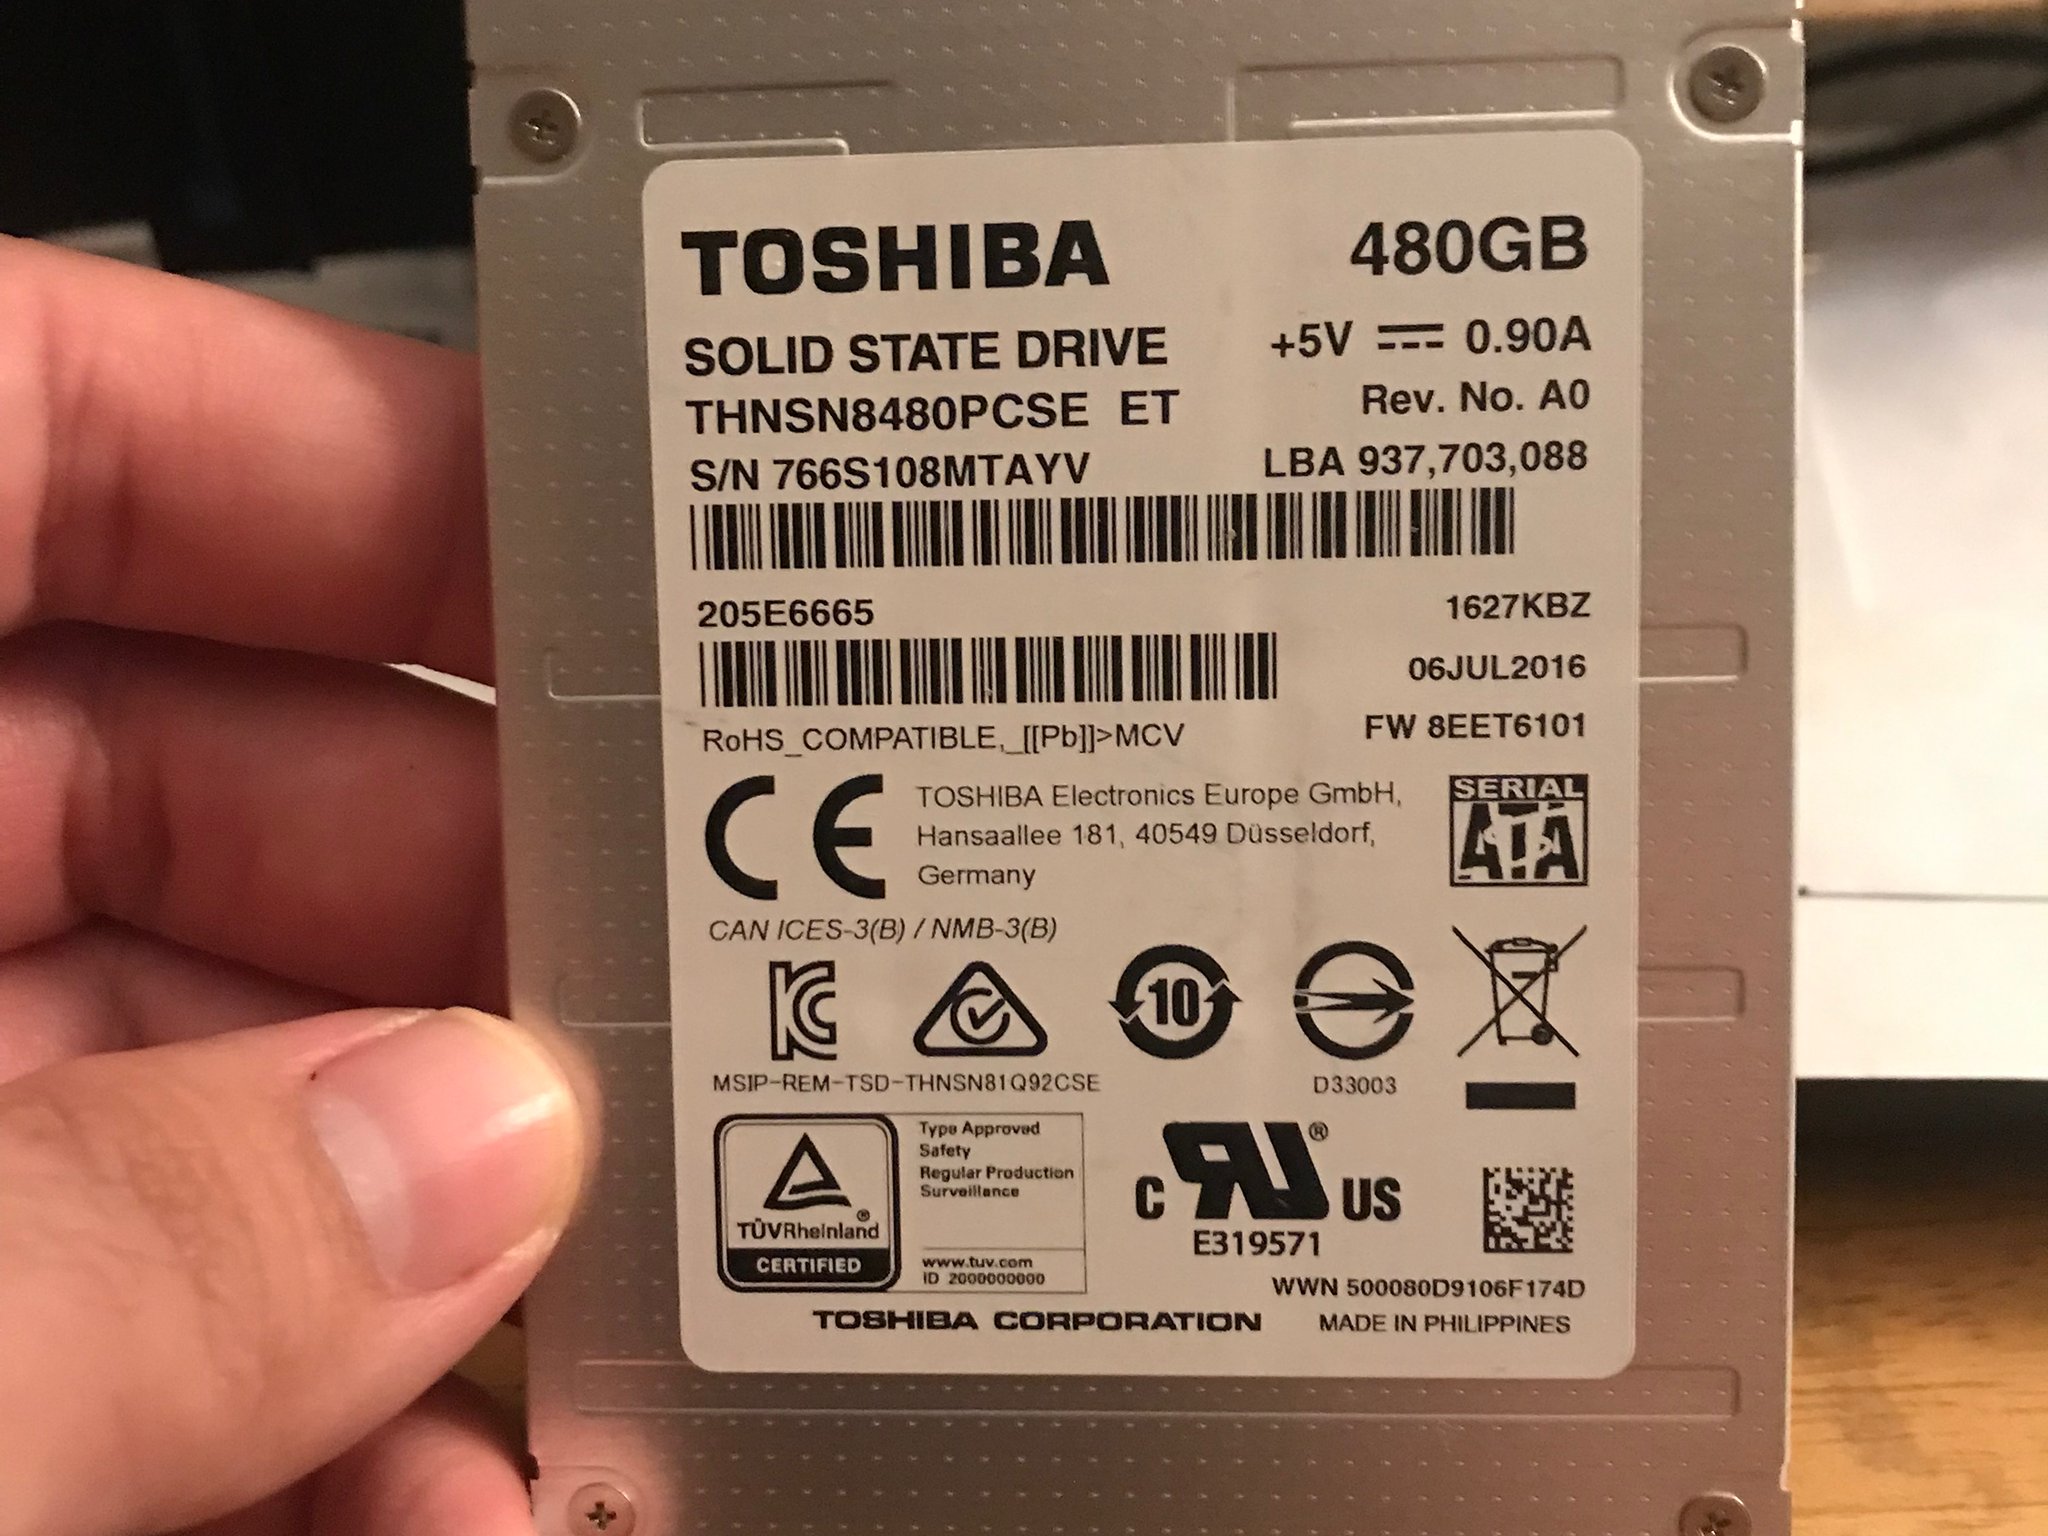 TOSHIBA 480GB
SOLID STATE DRIVE +5V 0.90A
THNSN8480PCSE ET Rev. No. A0
S/N 766S108MTAYV LBA 937,703,088
205E6665 1627KBZ
06JUL2016
RoHS_COMPATIBLE,_[[Pb]]>MCV FW 8EET6101
CE
TOSHIBA Electronics Europe GmbH,
Hansaallee 181, 40549 Düsseldorf,
Germany
SERIAL
ATA
CAN ICES-3(B) / NMB-3(B)
10
MSIP-REM-TSD-THNSN81Q92CSE D33003
TÜVRheinland®
CERTIFIED
Type Approved
Safety
Regular Production
Surveillance
www.tuv.com
ID 2000000000
C RU® US
E319571
WWN 500080D9106F174D
TOSHIBA CORPORATION MADE IN PHILIPPINES